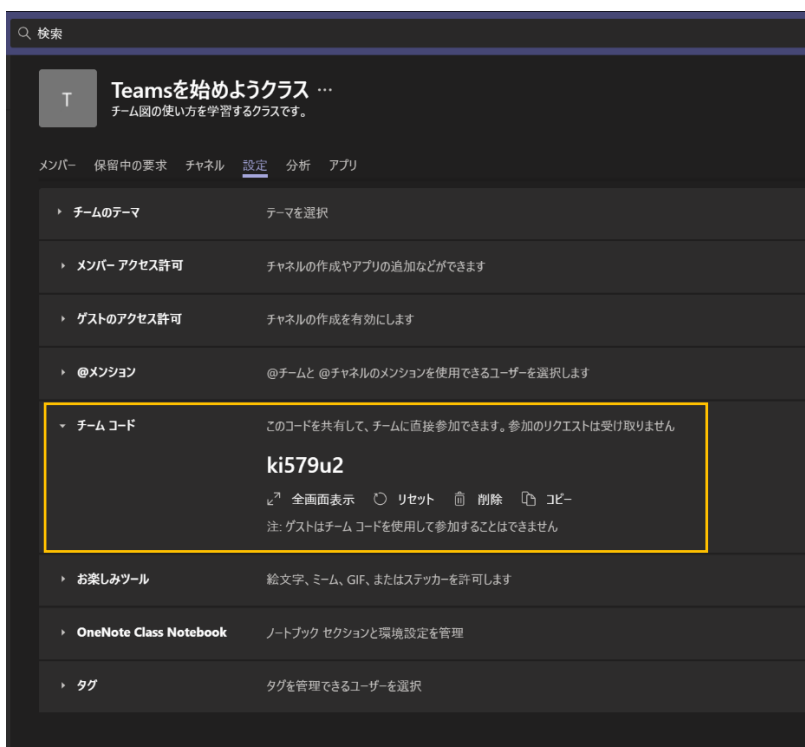 検索
T
Teamsを始めようクラス …
チーム図の使い方を学習するクラスです。
メンバー 保留中の要求 チャネル 設定 分析 アプリ
チームのテーマ テーマを選択
メンバー アクセス許可 チャネルの作成やアプリの追加などができます
ゲストのアクセス許可 チャネルの作成を有効にします
@メンション @チームと @チャネルのメンションを使用できるユーザーを選択します
チーム コード このコードを共有して、チームに直接参加できます。参加のリクエストは受け取りません
ki579u2
全画面表示 リセット 削除 コピー
注: ゲストはチーム コードを使用して参加することはできません
お楽しみツール 絵文字、ミーム、GIF、またはステッカーを許可します
OneNote Class Notebook ノートブック セクションと環境設定を管理
タグ タグを管理できるユーザーを選択